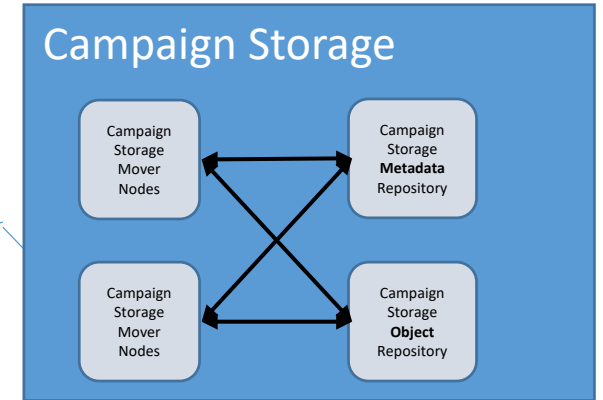 Campaign Storage
Campaign
Storage
Mover
Nodes
Campaign
Storage
Metadata
Repository
Campaign
Storage
Mover
Nodes
Campaign
Storage
Object
Repository